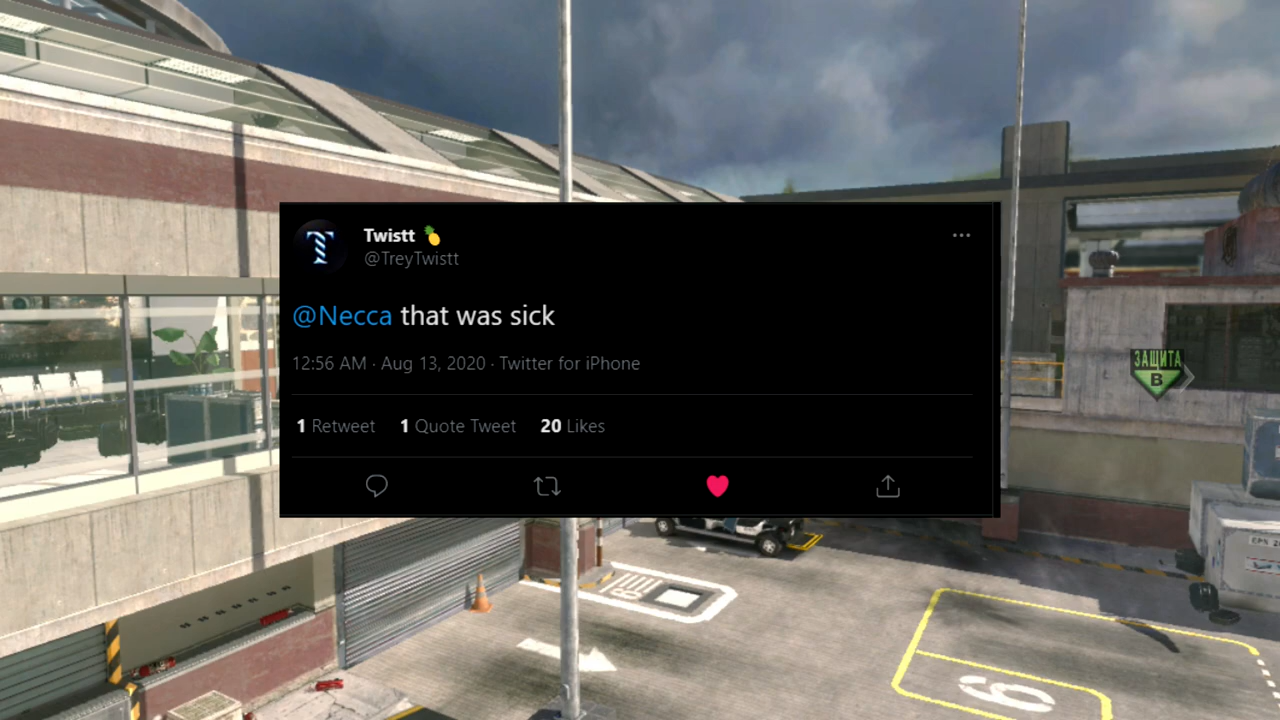 Twistt 🍍
@TreyTwistt
@Necca that was sick
12:56 AM · Aug 13, 2020 · Twitter for iPhone
1 Retweet 1 Quote Tweet 20 Likes
ЗАЩИТА
B
6